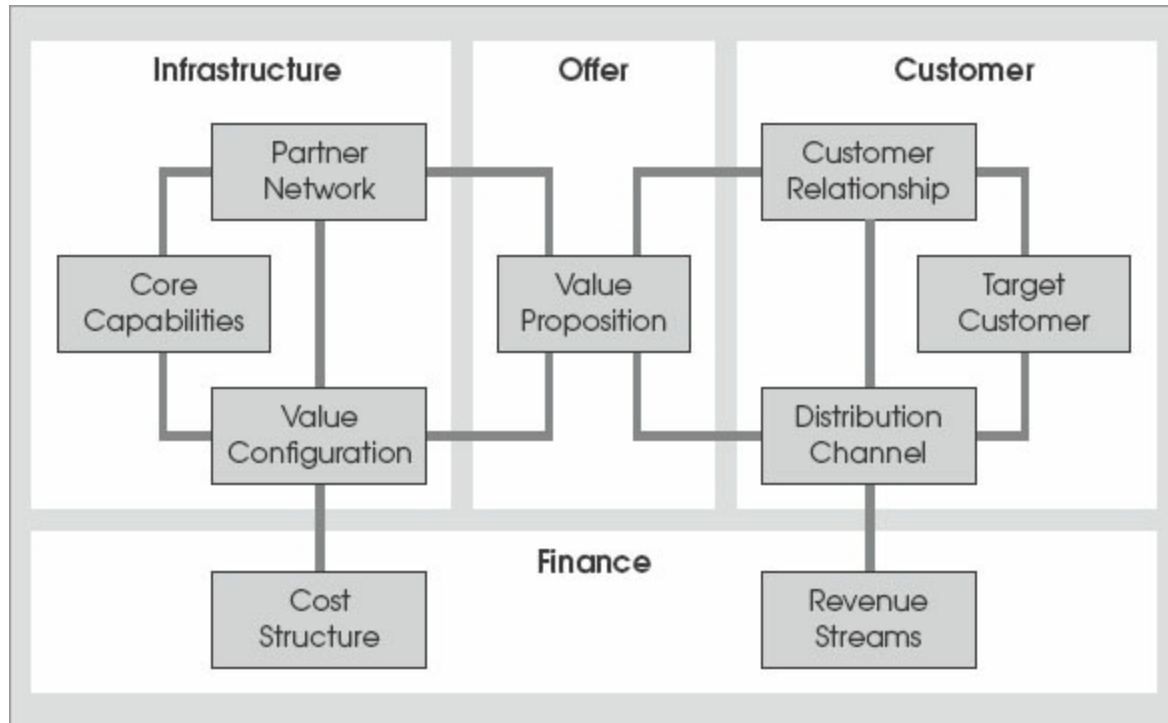 Infrastructure
Offer
Customer
Partner
Network
Customer
Relationship
Core
Capabilities
Value
Proposition
Target
Customer
Value
Configuration
Distribution
Channel
Finance
Cost
Structure
Revenue
Streams